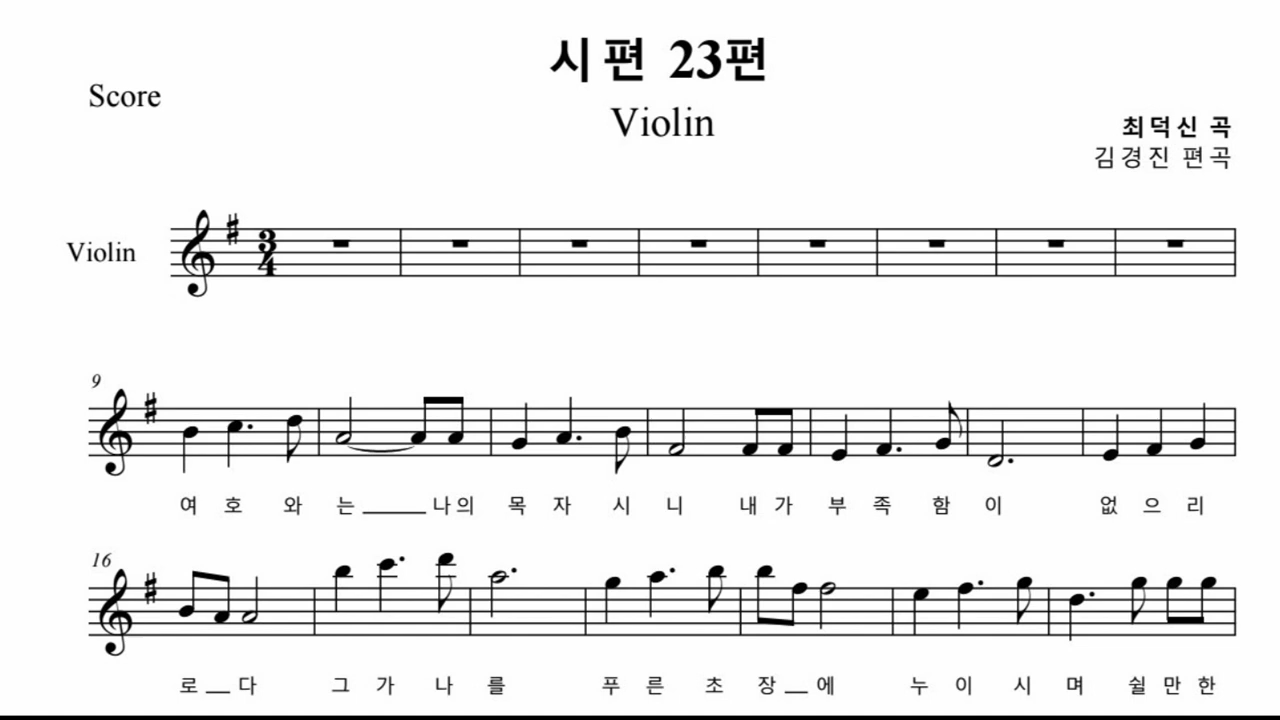 시편 23편
Score
Violin
최덕신 곡
김경진 편곡
Violin
3
4
9
여 호 와 는 나의 목 자 시 니 내 가 부 족 함 이 없 으 리
16
로 다 그 가 나 를 푸 른 초 장 에 누 이 시 며 쉴 만 한